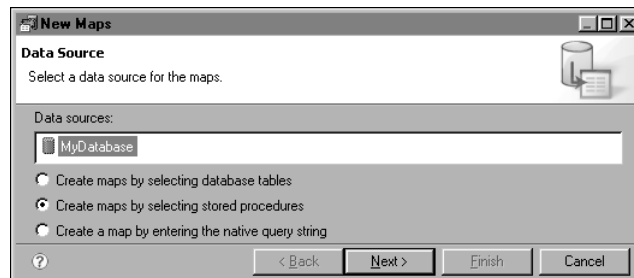 New Maps
Data Source
Select a data source for the maps.
Data sources:
MyDatabase
Create maps by selecting database tables
Create maps by selecting stored procedures
Create a map by entering the native query string
? < Back Next > Finish Cancel